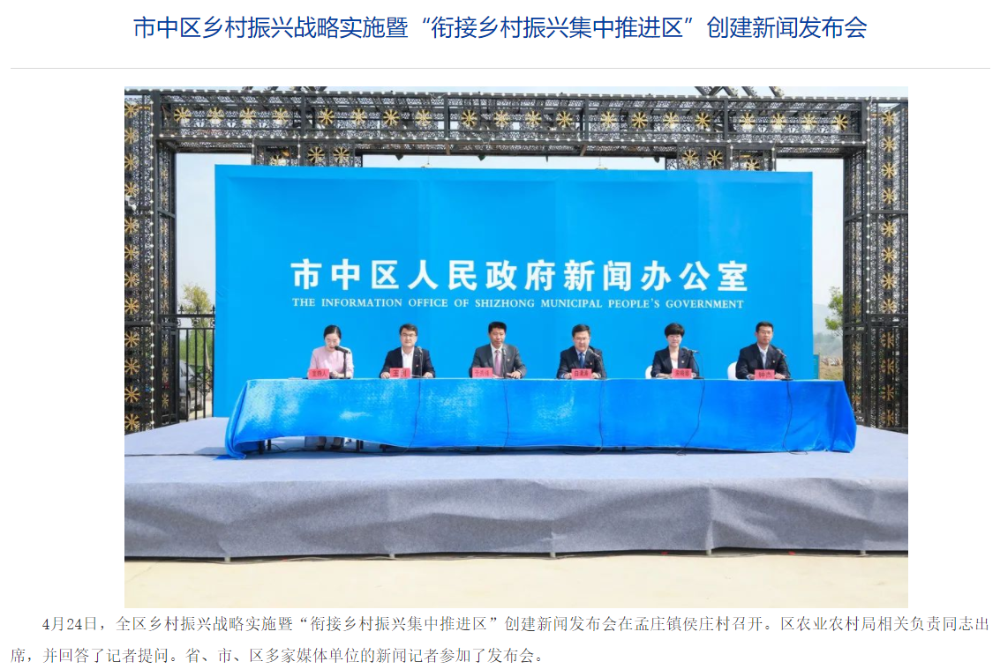 市中区乡村振兴战略实施暨“衔接乡村振兴集中推进区”创建新闻发布会
市中区人民政府新闻办公室
THE INFORMATION OFFICE OF SHIZHONG MUNICIPAL PEOPLE'S GOVERNMENT
主持人
4月24日，全区乡村振兴战略实施暨“衔接乡村振兴集中推进区”创建新闻发布会在孟庄镇侯庄村召开。区农业农村局相关负责同志出
席，并回答了记者提问。省、市、区多家媒体单位的新闻记者参加了发布会。